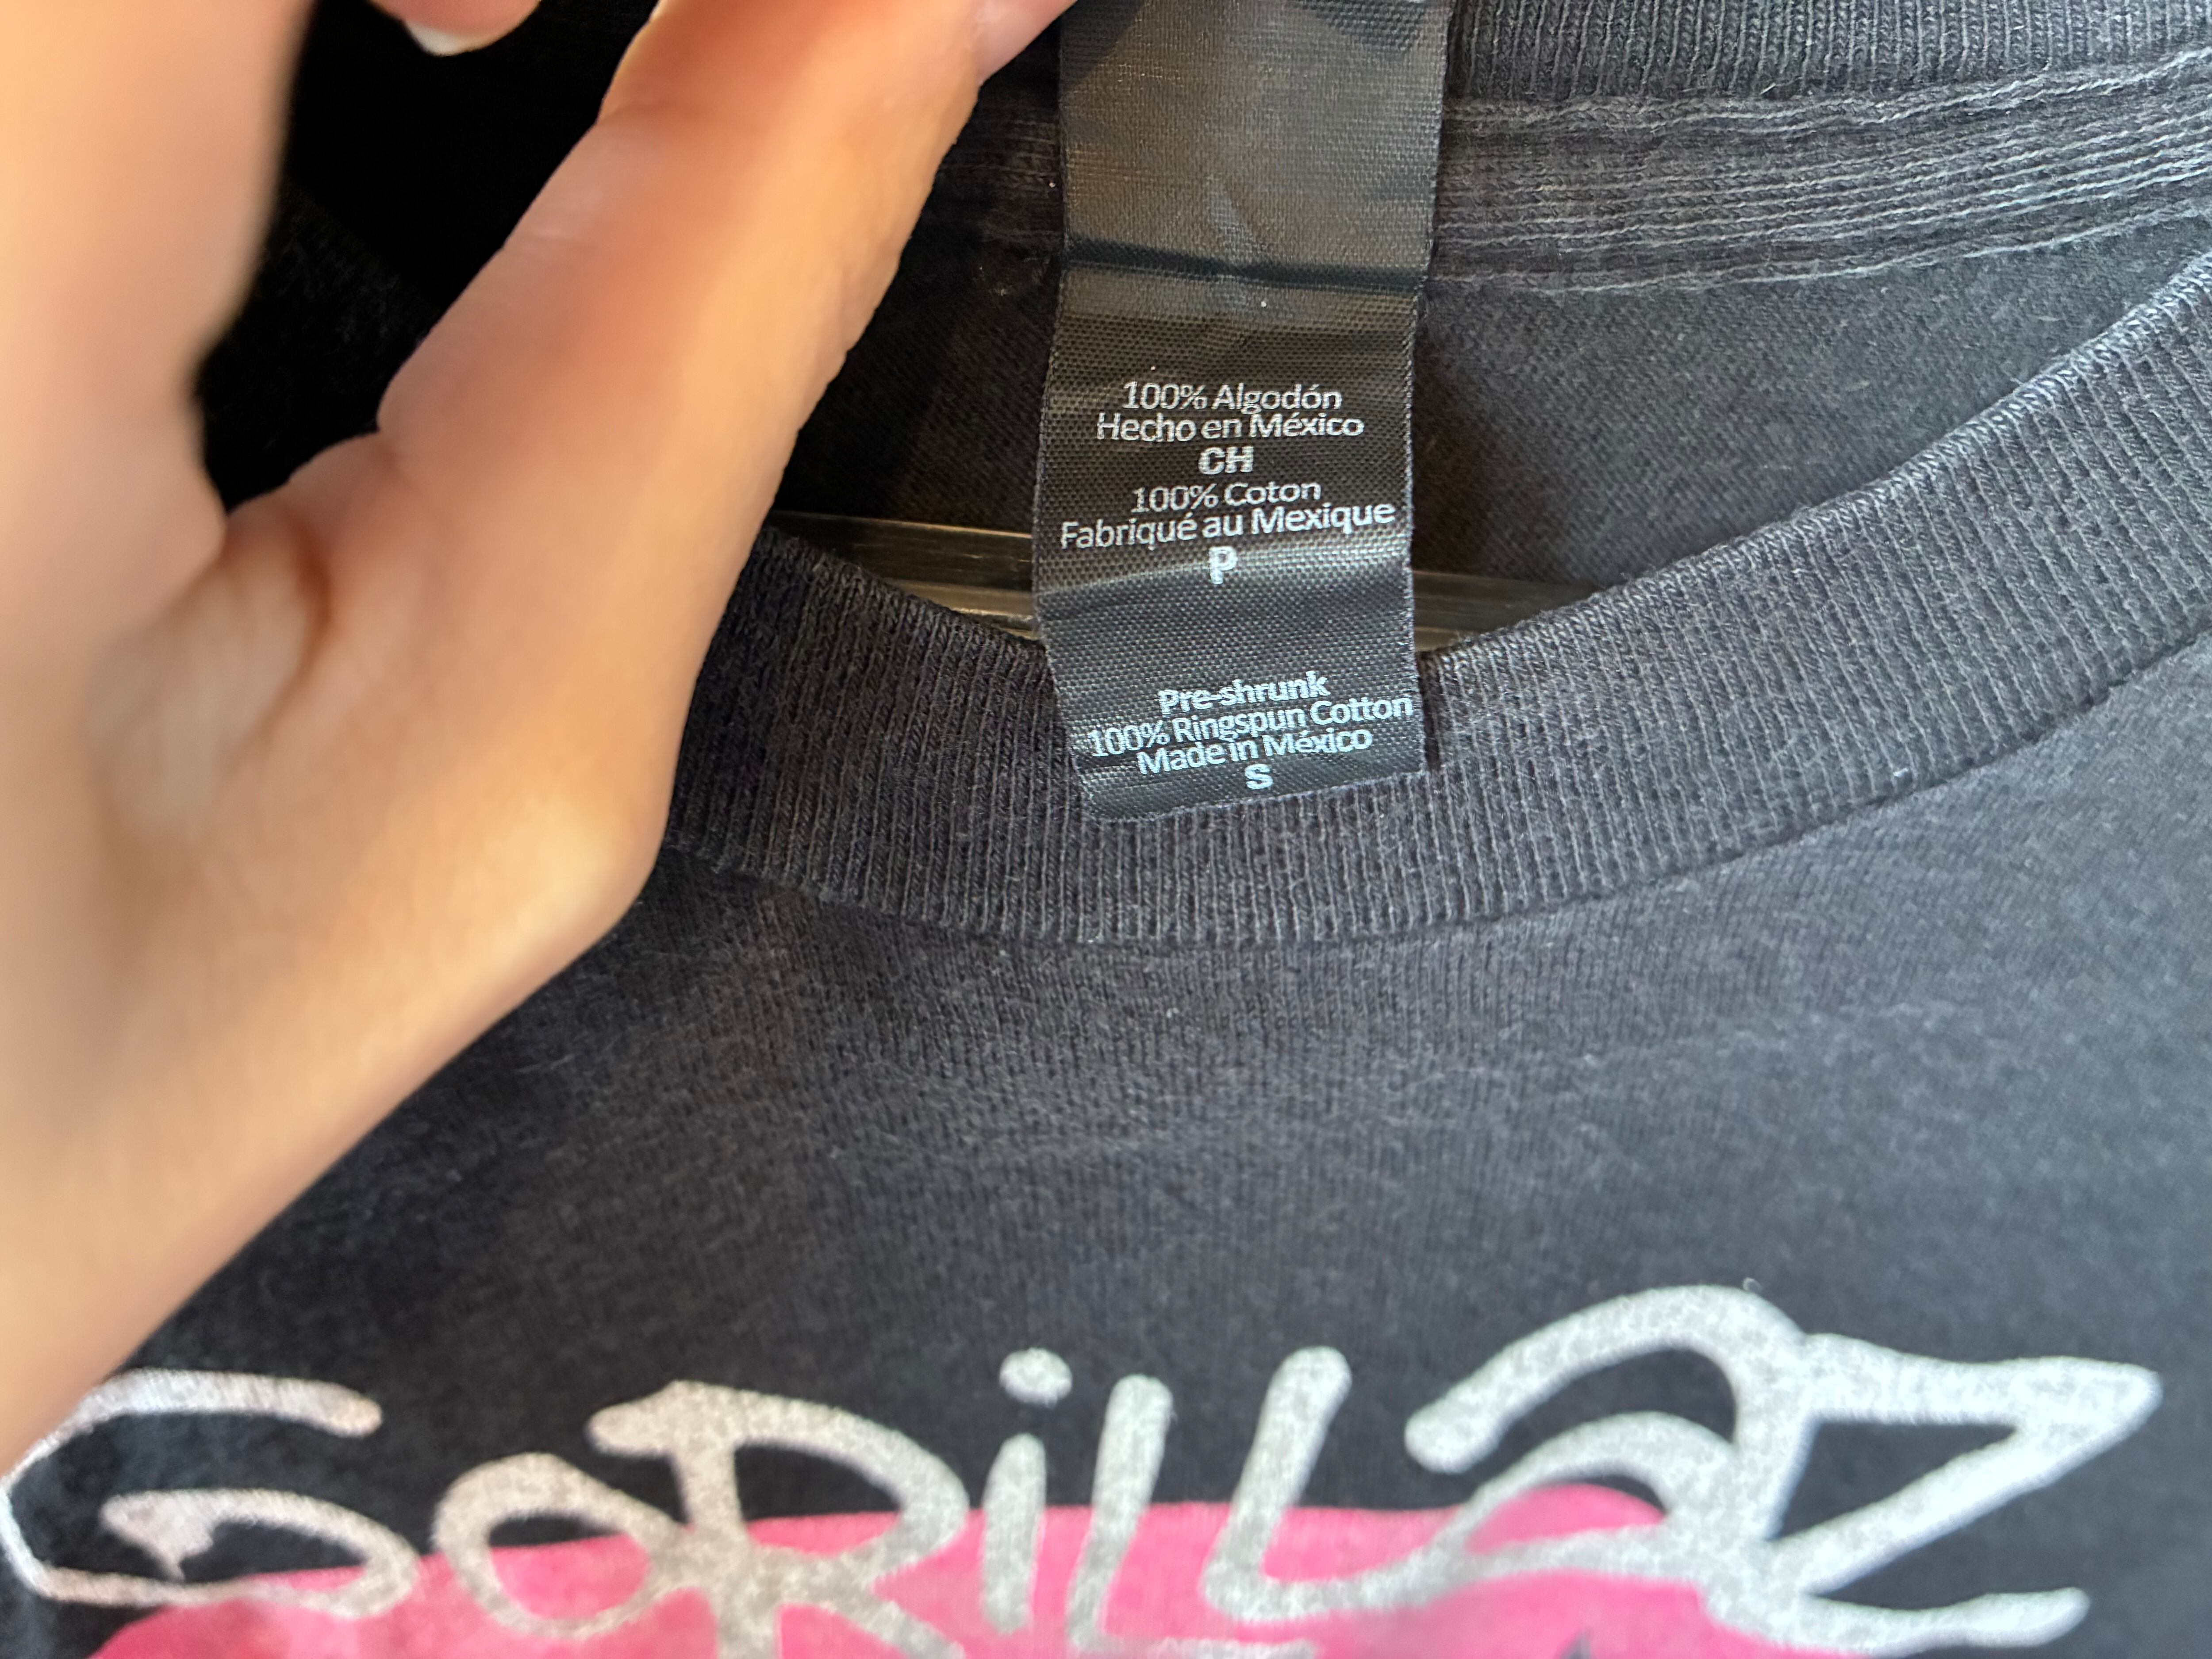 100% Algodón
Hecho en México
CH
100% Coton
Fabriqué au Mexique
P
Pre-shrunk
100% Ringspun Cotton
Made in México
S
GORiLLAZ